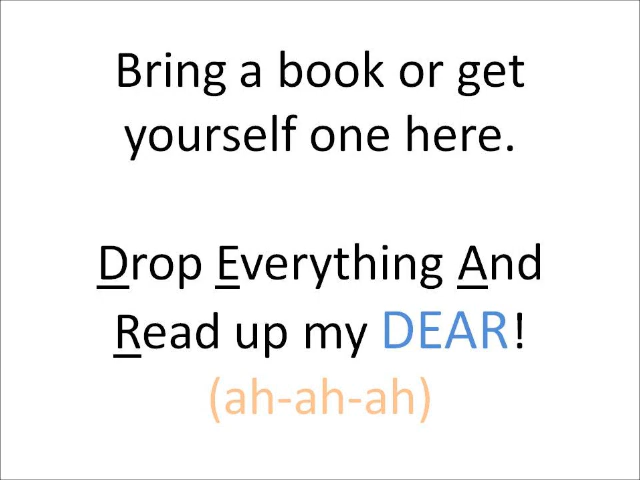 Bring a book or get
yourself one here.
Drop Everything And
Read up my DEAR!
(ah-ah-ah)